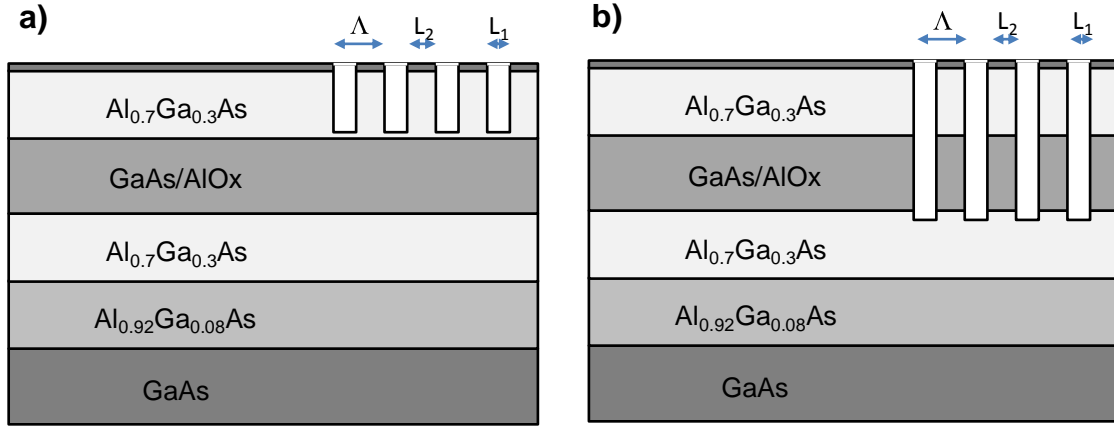 a)
Λ L₂ L₁
Al₀.₇Ga₀.₃As
GaAs/AlOx
Al₀.₇Ga₀.₃As
Al₀.₉₂Ga₀.₀₈As
GaAs
b)
Λ L₂ L₁
Al₀.₇Ga₀.₃As
GaAs/AlOx
Al₀.₇Ga₀.₃As
Al₀.₉₂Ga₀.₀₈As
GaAs